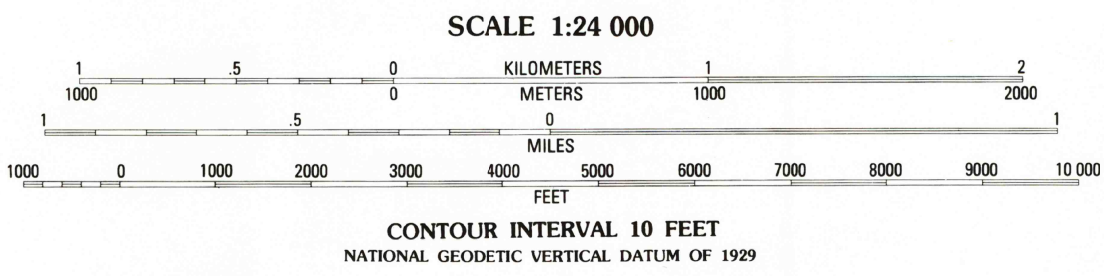 SCALE 1:24 000
1 .5 0 KILOMETERS 1 2
1000 0 METERS 1000 2000
1 .5 0 1
MILES
1000 0 1000 2000 3000 4000 5000 6000 7000 8000 9000 10 000
FEET
CONTOUR INTERVAL 10 FEET
NATIONAL GEODETIC VERTICAL DATUM OF 1929